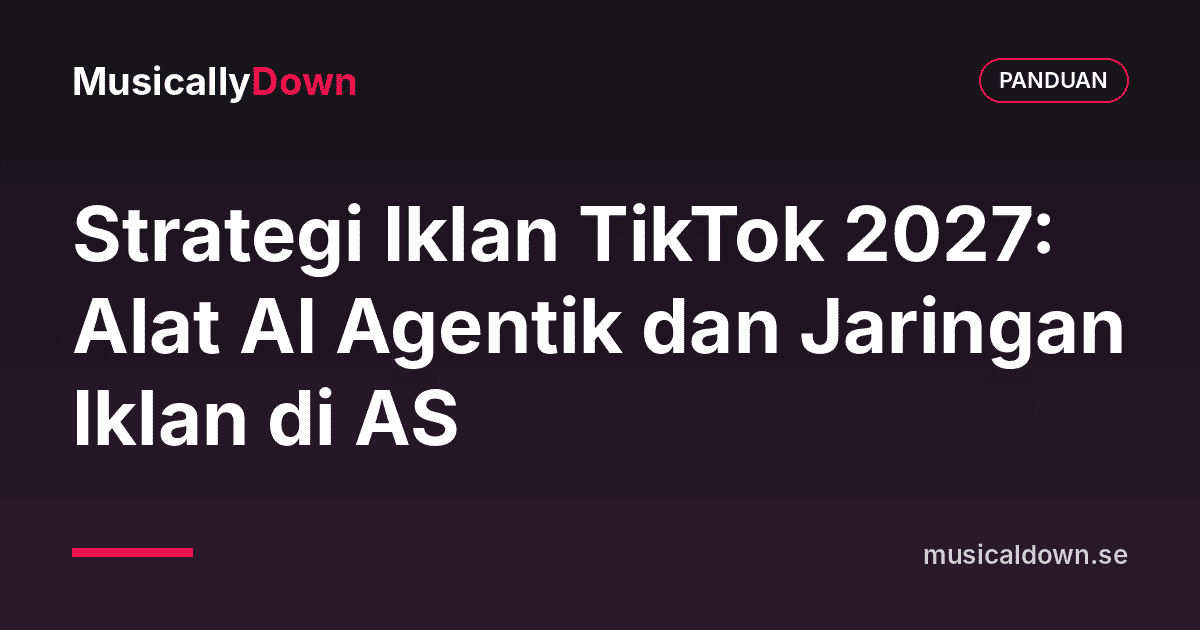 MusicallyDown
PANDUAN
Strategi Iklan TikTok 2027:
Alat AI Agentik dan Jaringan
Iklan di AS
musicaldown.se